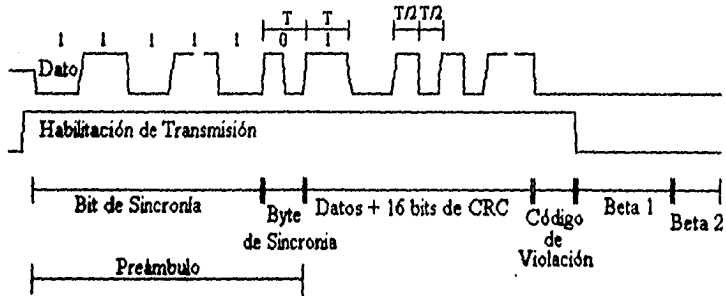 T T T/2 T/2
1 1 1 1 1 0 1
Dato
Habilitación de Transmisión
Bit de Sincronía
Byte de Sincronia
Datos + 16 bits de CRC
Código de Violación
Beta 1
Beta 2
Preámbulo